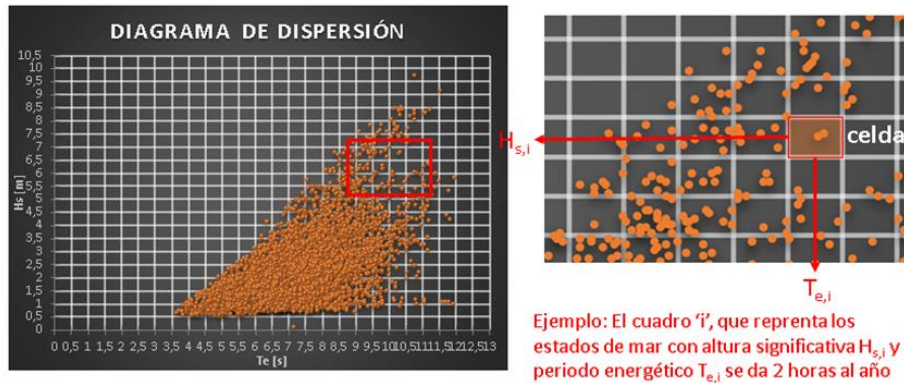 DIAGRAMA DE DISPERSIÓN
10,5
10
9,5
9
8,5
8
7,5
7
6,5
6
5,5
5
4,5
4
3,5
3
2,5
2
1,5
1
0,5
0
Hs [m]
0 0,5 1 1,5 2 2,5 3 3,5 4 4,5 5 5,5 6 6,5 7 7,5 8 8,5 9 9,5 10 10,5 11 11,5 12 12,5 13
Te [s]
celda
Hs,i
Te,i
Ejemplo: El cuadro 'i', que reprenta los
estados de mar con altura significativa Hs,i y
periodo energético Te,i se da 2 horas al año